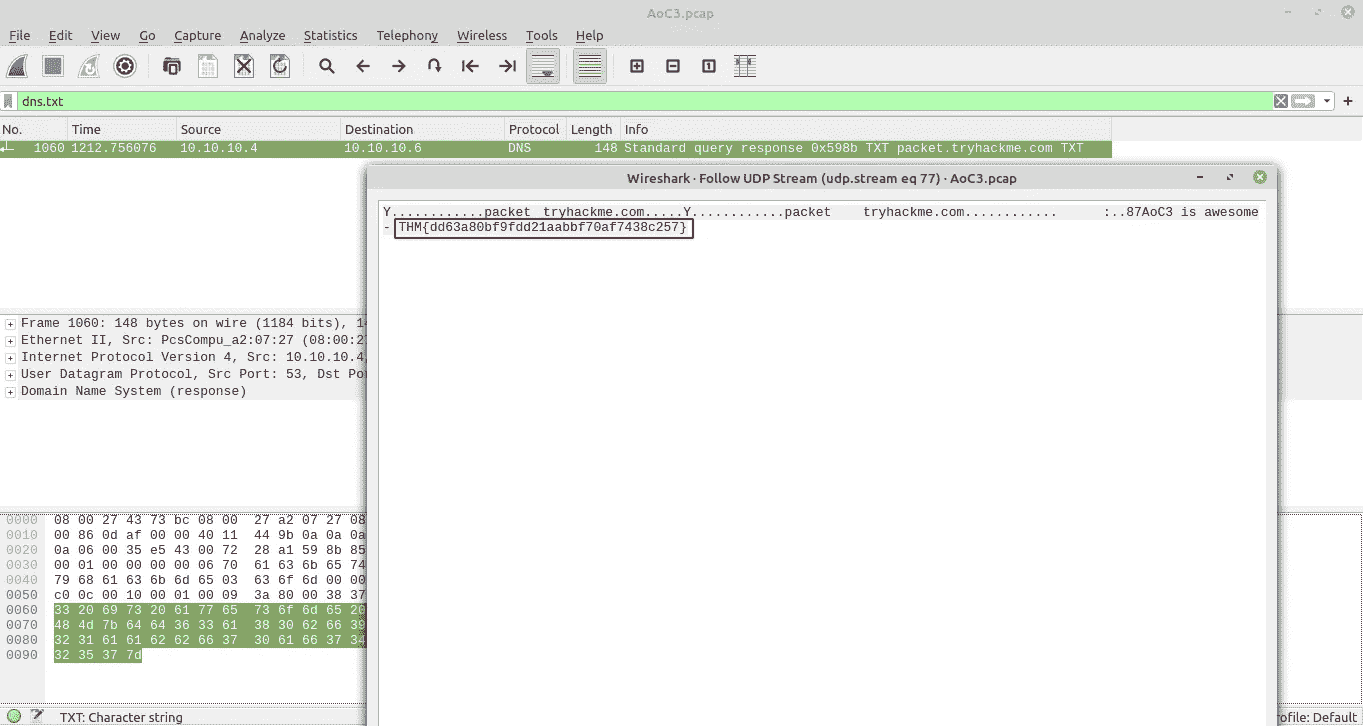 AoC3.pcap
File Edit View Go Capture Analyze Statistics Telephony Wireless Tools Help
dns.txt
No. Time Source Destination Protocol Length Info
1060 1212.756076 10.10.10.4 10.10.10.6 DNS 148 Standard query response 0x598b TXT packet.tryhackme.com TXT
Wireshark · Follow UDP Stream (udp.stream eq 77) · AoC3.pcap
Y............packet tryhackme.com.....Y............packet tryhackme.com............ :..87AoC3 is awesome
- THM{dd63a80bf9fdd21aabbf70af7438c257}
Frame 1060: 148 bytes on wire (1184 bits), 14
Ethernet II, Src: PcsCompu_a2:07:27 (08:00:27
Internet Protocol Version 4, Src: 10.10.10.4,
User Datagram Protocol, Src Port: 53, Dst Por
Domain Name System (response)
0000 08 00 27 43 73 bc 08 00 27 a2 07 27 08
0010 00 86 0d af 00 00 40 11 44 9b 0a 0a 0a
0020 0a 06 00 35 e5 43 00 72 28 a1 59 8b 85
0030 00 01 00 00 00 00 06 70 61 63 6b 65 74
0040 79 68 61 63 6b 6d 65 03 63 6f 6d 00 00
0050 c0 0c 00 10 00 01 00 09 3a 80 00 38 37
0060 33 20 69 73 20 61 77 65 73 6f 6d 65 20
0070 48 4d 7b 64 64 36 33 61 38 30 62 66 39
0080 32 31 61 61 62 62 66 37 30 61 66 37 34
0090 32 35 37 7d
TXT: Character string
rofile: Default